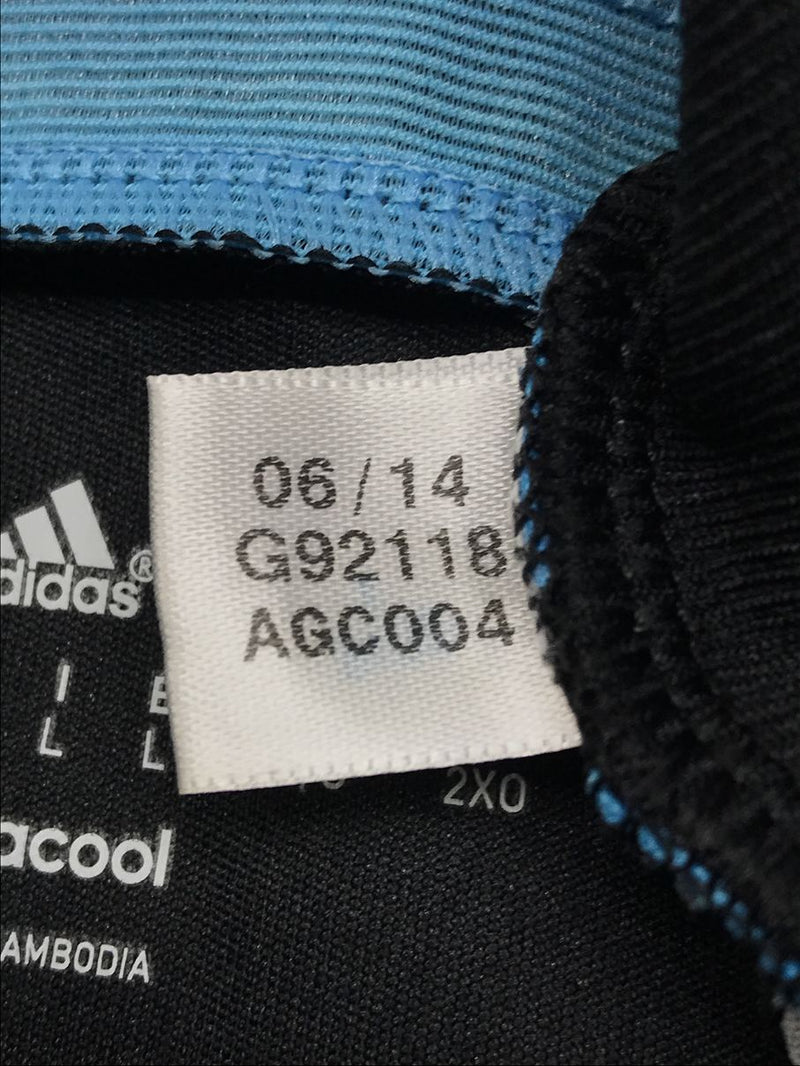 06/14
G92118
AGC004
adidas®
I E
L L
2XO
acool
AMBODIA